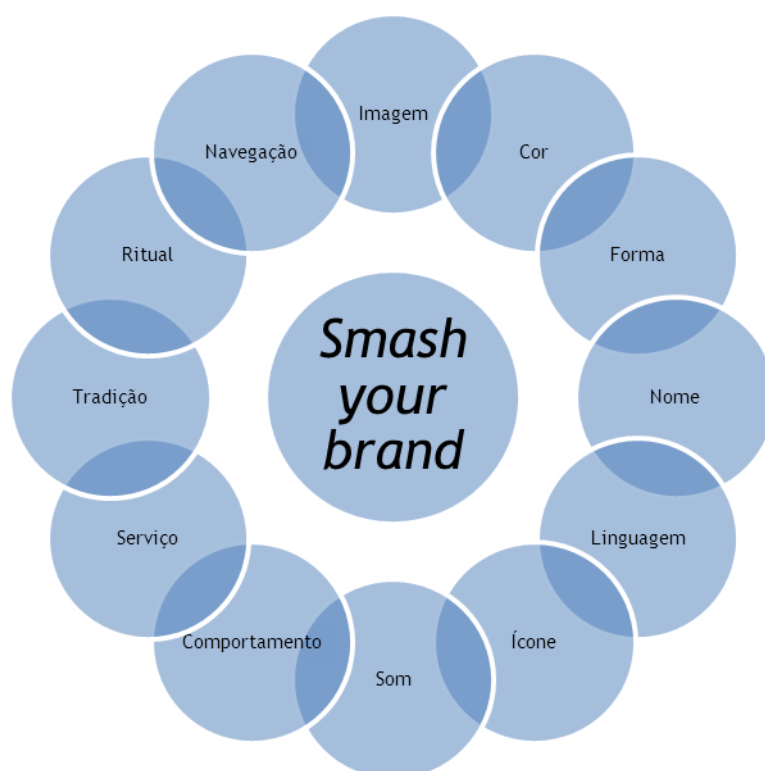 Imagem
Cor
Forma
Nome
Linguagem
Ícone
Som
Comportamento
Serviço
Tradição
Ritual
Navegação
Smash
your
brand